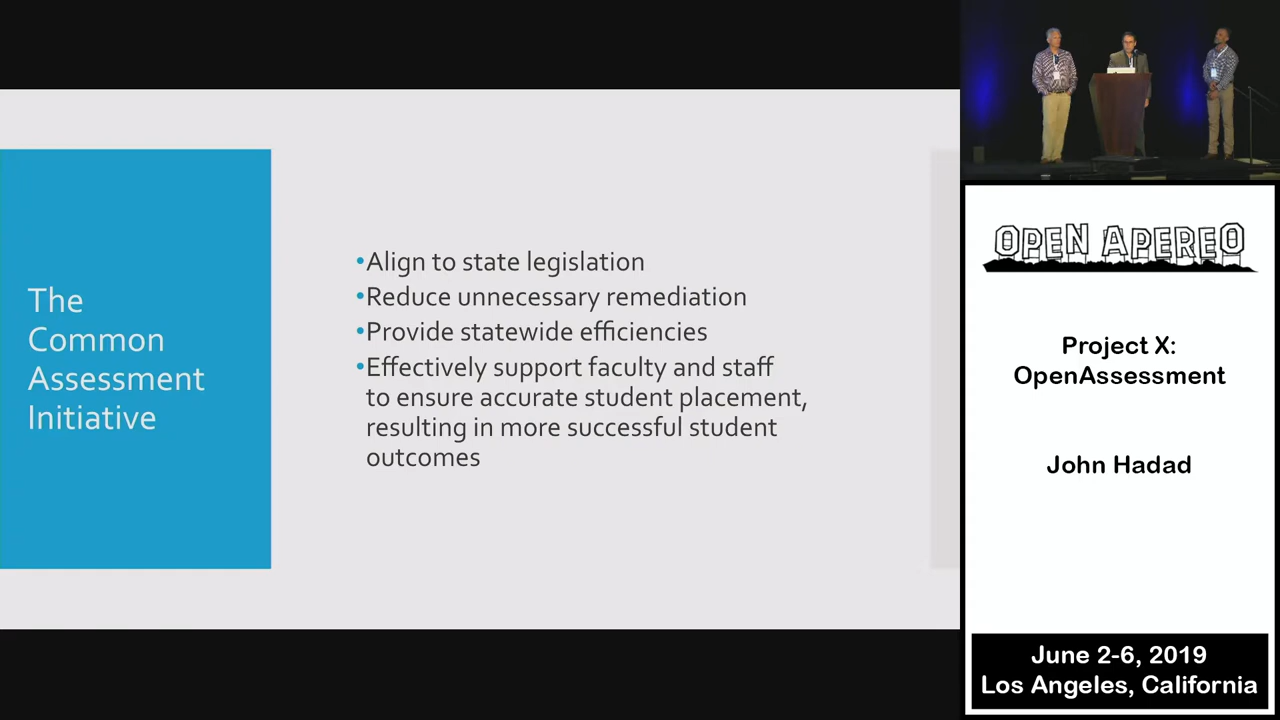 The
Common
Assessment
Initiative
•Align to state legislation
•Reduce unnecessary remediation
•Provide statewide efficiencies
•Effectively support faculty and staff
to ensure accurate student placement,
resulting in more successful student
outcomes
OPEN APEREO
Project X:
OpenAssessment
John Hadad
June 2-6, 2019
Los Angeles, California